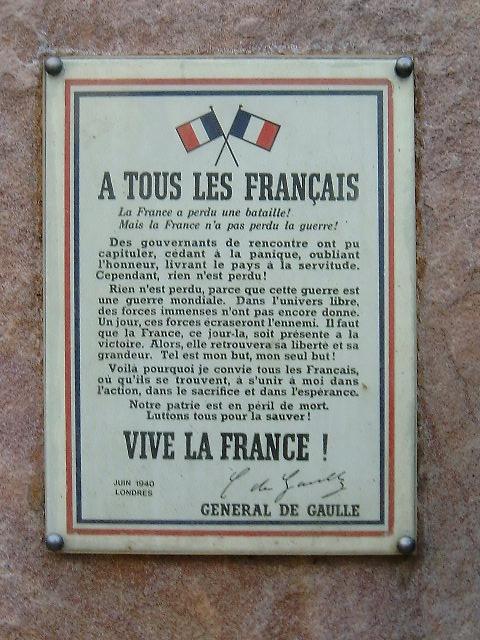 A TOUS LES FRANÇAIS
La France a perdu une bataille!
Mais la France n'a pas perdu la guerre!
Des gouvernants de rencontre ont pu
capituler, cédant à la panique, oubliant
l'honneur, livrant le pays à la servitude.
Cependant, rien n'est perdu!
Rien n'est perdu, parce que cette guerre est
une guerre mondiale. Dans l'univers libre,
des forces immenses n'ont pas encore donné.
Un jour, ces forces écraseront l'ennemi. Il faut
que la France, ce jour-la, soit présente à la
victoire. Alors, elle retrouvera sa liberté et sa
grandeur. Tel est mon but, mon seul but!
Voilà pourquoi je convie tous les Francais,
où qu'ils se trouvent, à s'unir à moi dans
l'action, dans le sacrifice et dans l'espérance.
Notre patrie est en péril de mort.
Luttons tous pour la sauver!
VIVE LA FRANCE !
JUIN 1940
LONDRES
C de Gaulle
GENERAL DE GAULLE